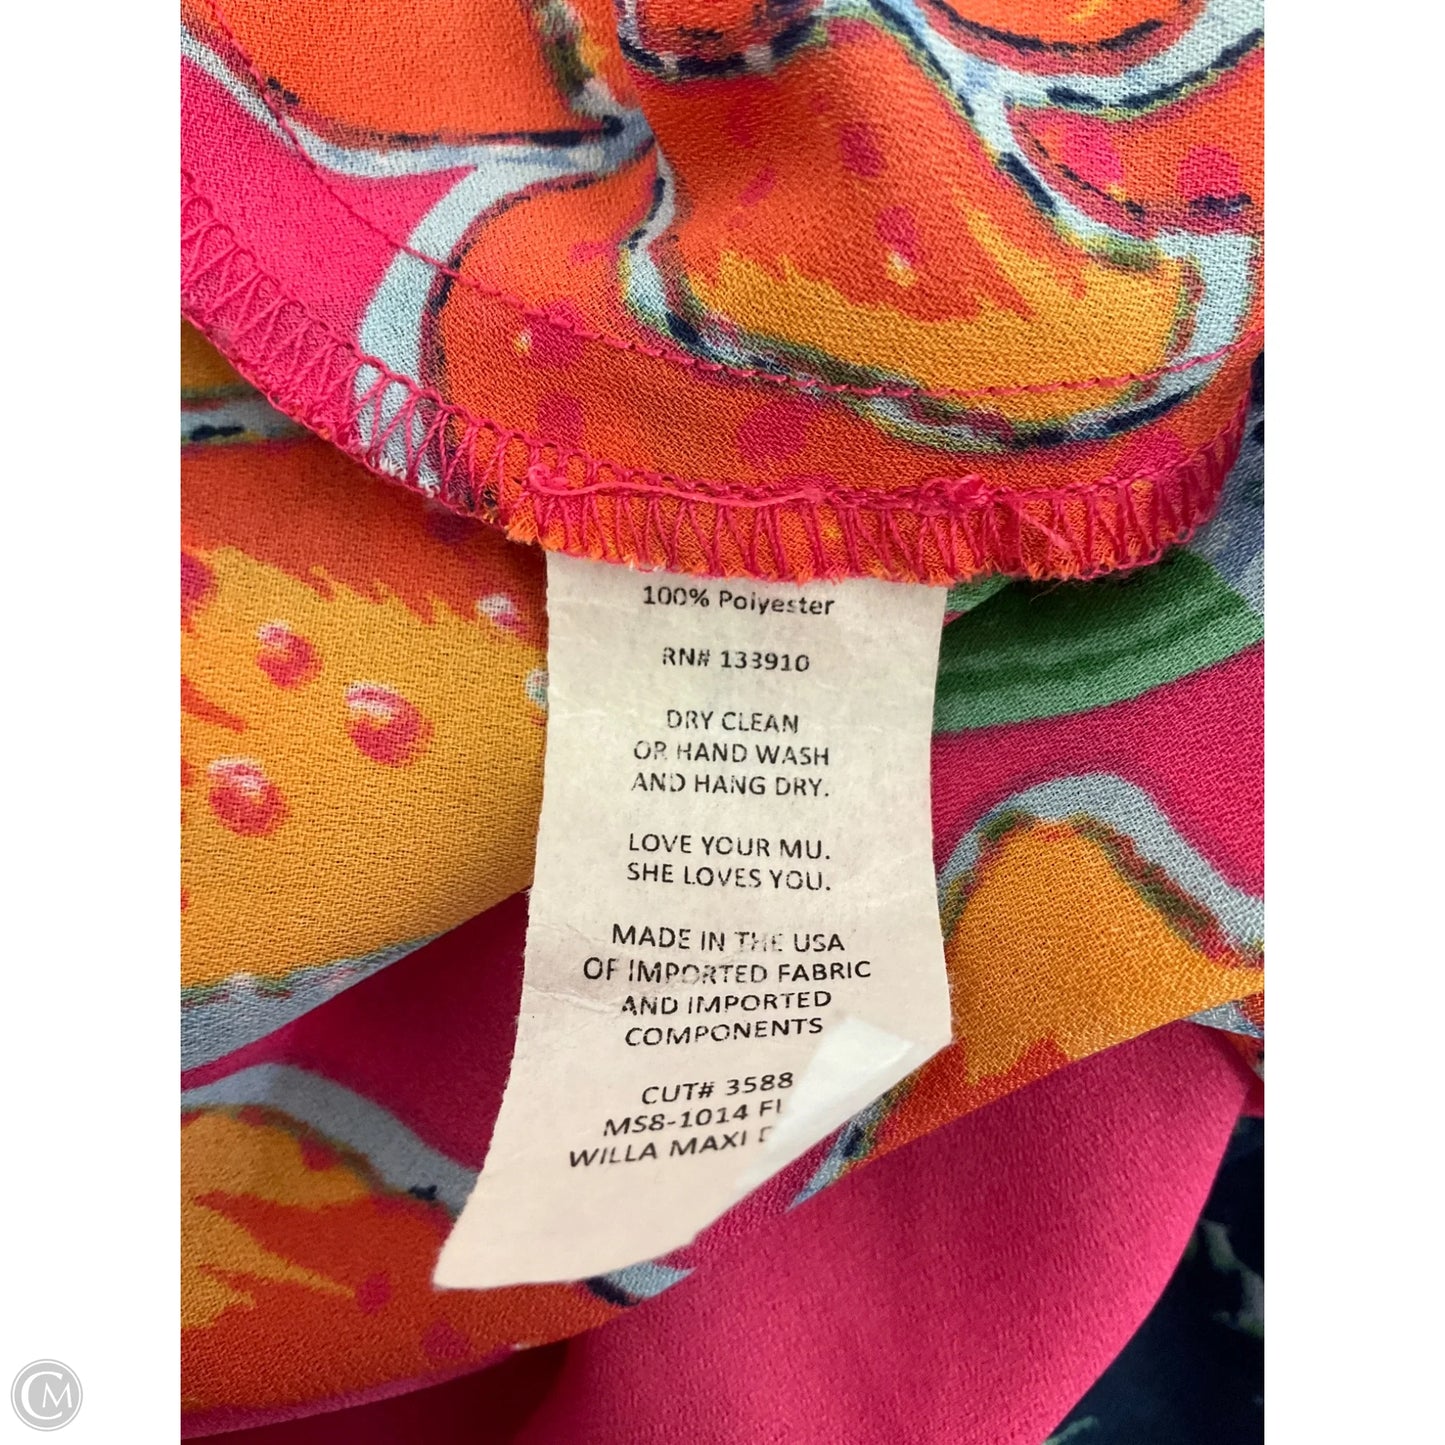 100% Polyester
RN# 133910
DRY CLEAN
OR HAND WASH
AND HANG DRY.
LOVE YOUR MU.
SHE LOVES YOU.
MADE IN THE USA
OF IMPORTED FABRIC
AND IMPORTED
COMPONENTS
CUT# 3588
MS8-1014
WILLA MAXI
CM